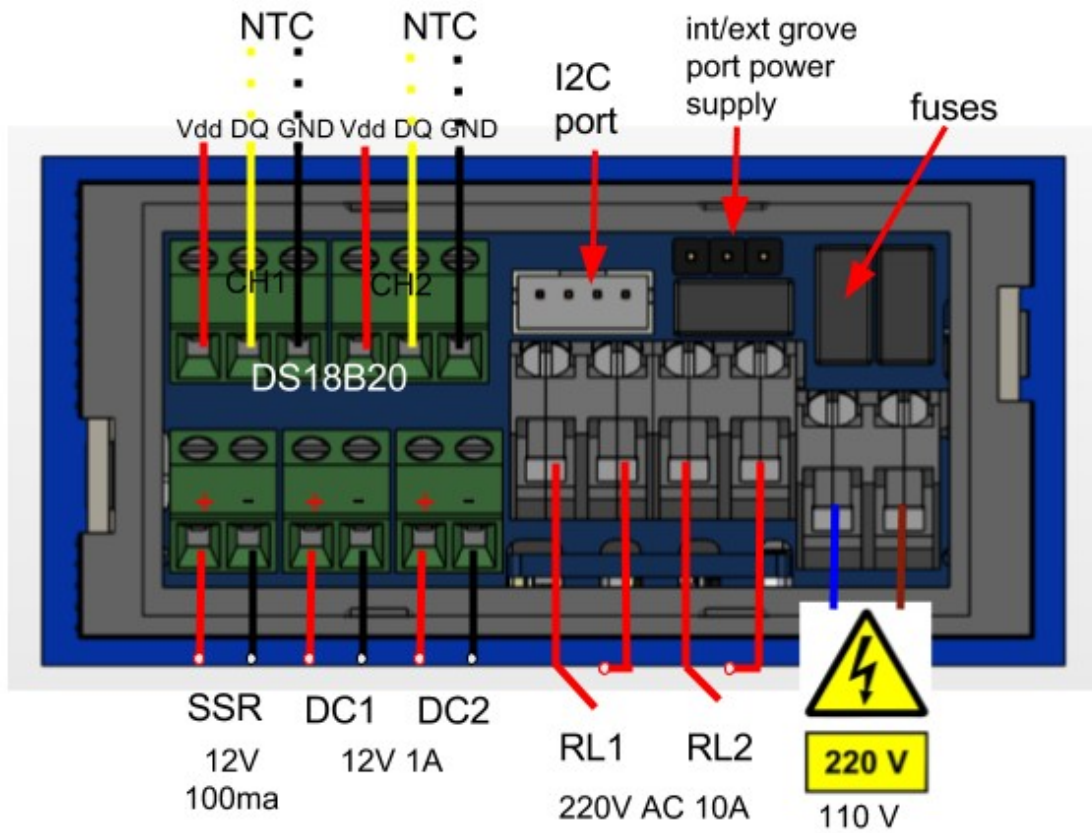 NTC
NTC
int/ext grove
port power
supply
I2C
port
fuses
Vdd DQ GND Vdd DQ GND
CH1
CH2
DS18B20
+ - + - + -
SSR
DC1
DC2
12V
100ma
12V 1A
RL1
RL2
220V AC 10A
220 V
110 V